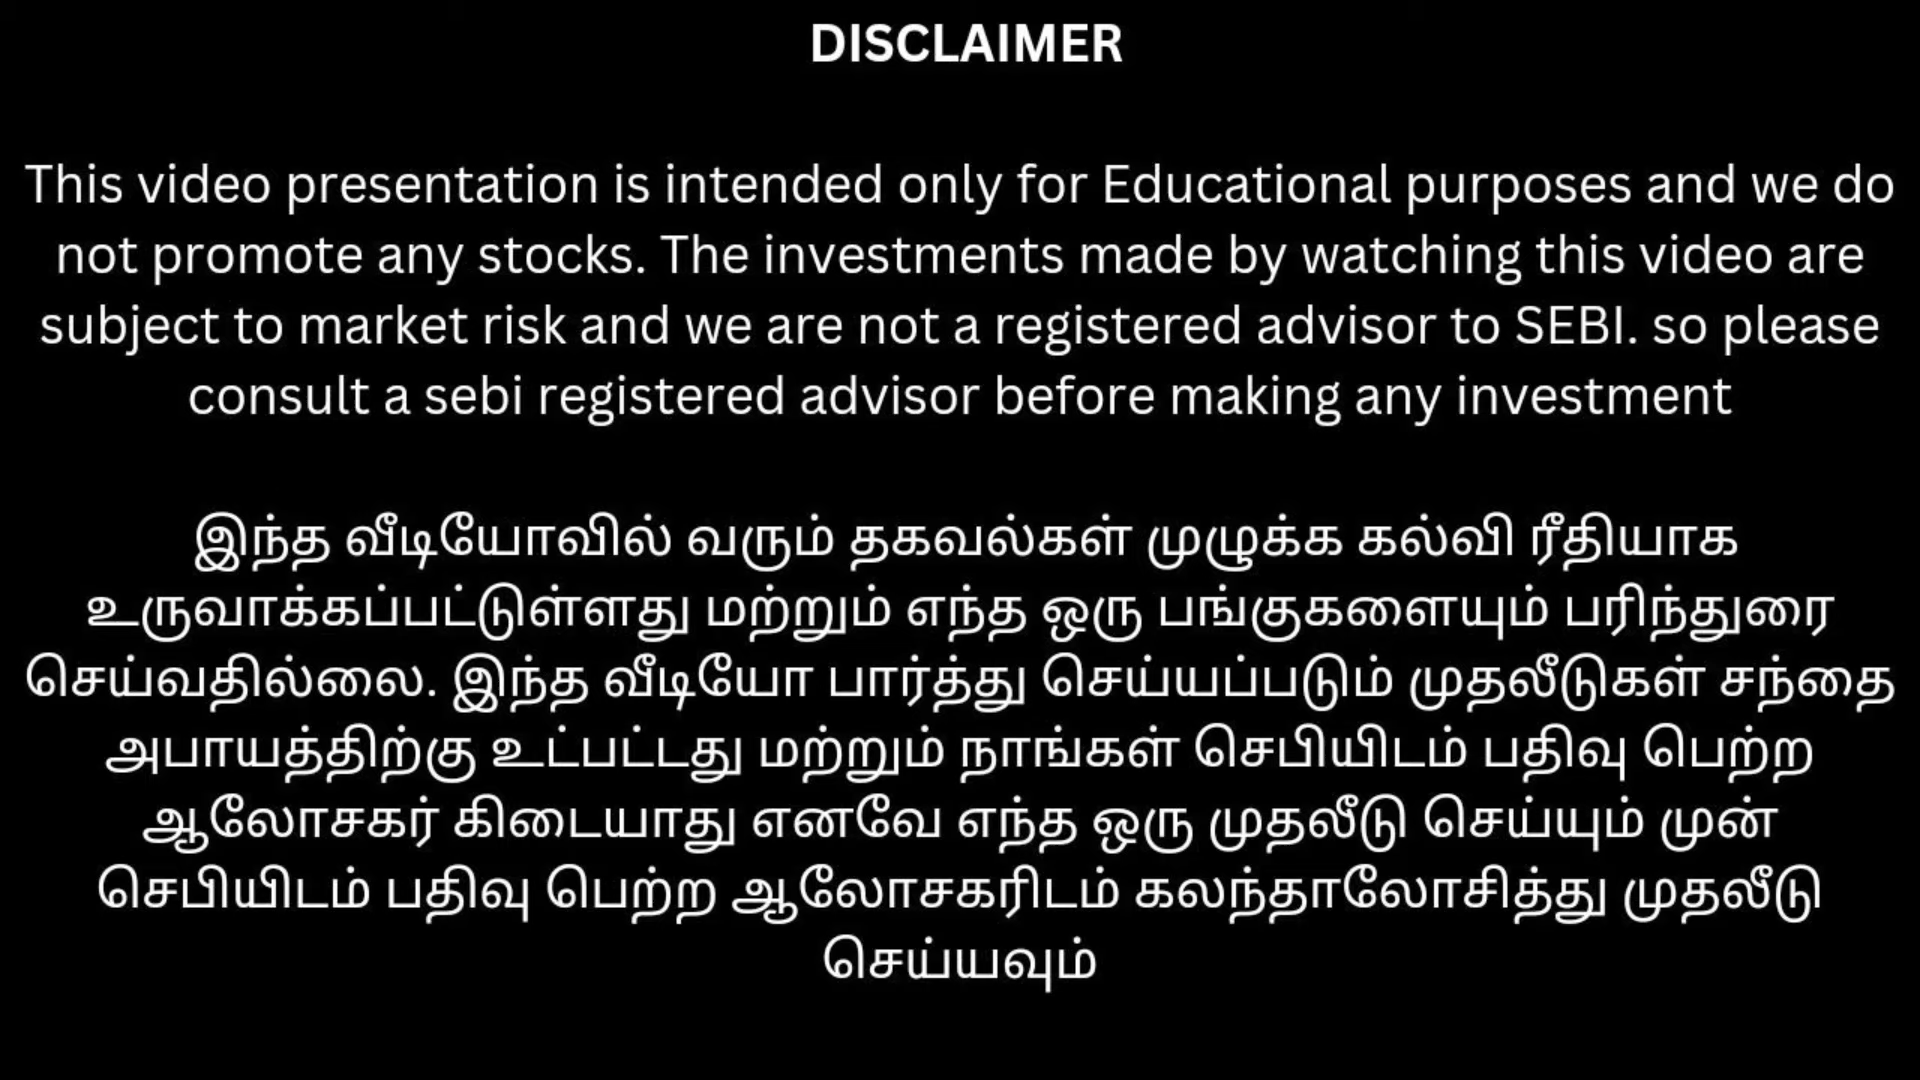 DISCLAIMER
This video presentation is intended only for Educational purposes and we do
not promote any stocks. The investments made by watching this video are
subject to market risk and we are not a registered advisor to SEBI. so please
consult a sebi registered advisor before making any investment
இந்த வீடியோவில் வரும் தகவல்கள் முழுக்க கல்வி ரீதியாக
உருவாக்கப்பட்டுள்ளது மற்றும் எந்த ஒரு பங்குகளையும் பரிந்துரை
செய்வதில்லை. இந்த வீடியோ பார்த்து செய்யப்படும் முதலீடுகள் சந்தை
அபாயத்திற்கு உட்பட்டது மற்றும் நாங்கள் செபியிடம் பதிவு பெற்ற
ஆலோசகர் கிடையாது எனவே எந்த ஒரு முதலீடு செய்யும் முன்
செபியிடம் பதிவு பெற்ற ஆலோசகரிடம் கலந்தாலோசித்து முதலீடு
செய்யவும்